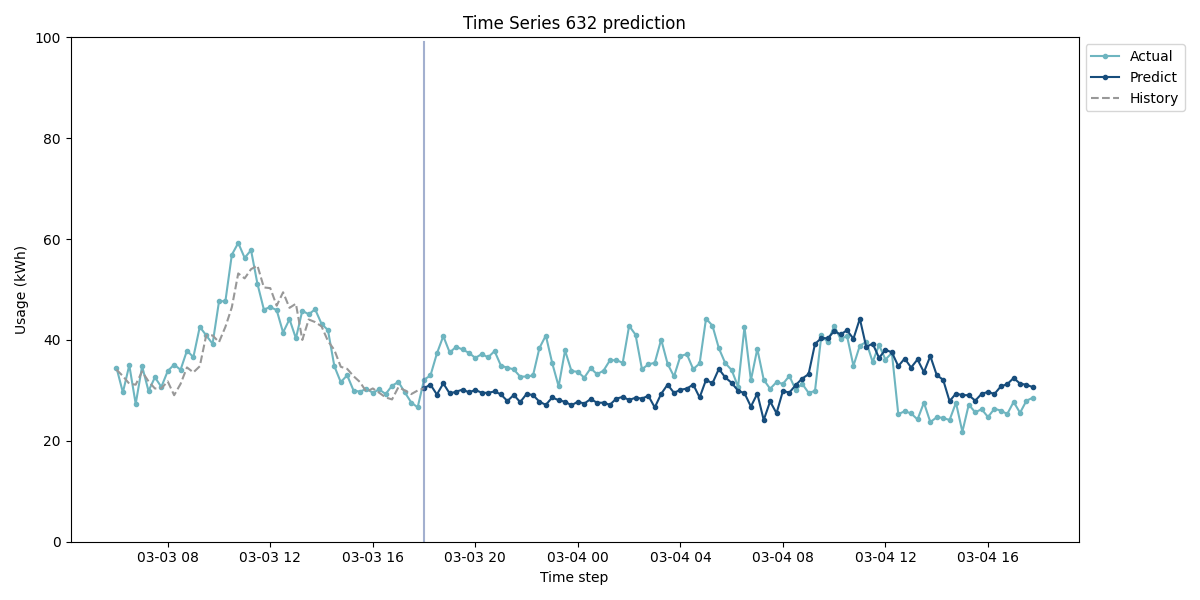 Time Series 632 prediction
100
80
60
40
20
0
Usage (kWh)
03-03 08
03-03 12
03-03 16
03-03 20
03-04 00
03-04 04
03-04 08
03-04 12
03-04 16
Time step
Actual
Predict
History